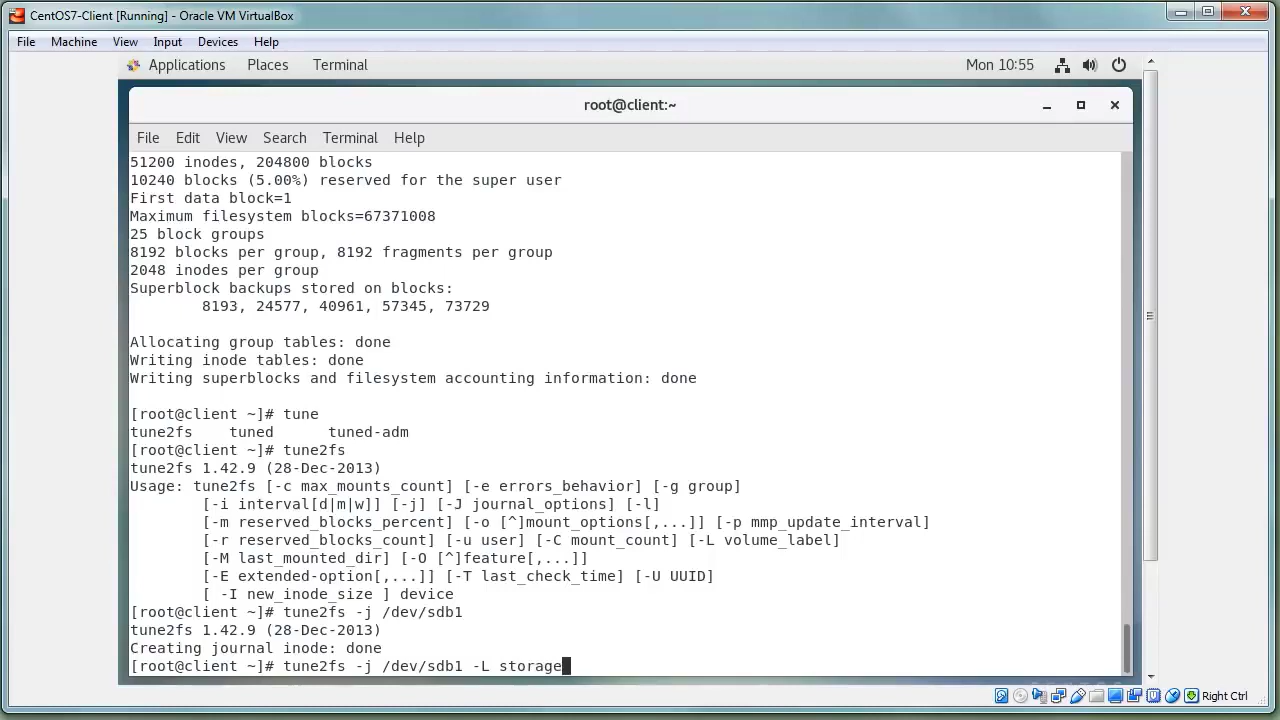 CentOS7-Client [Running] - Oracle VM VirtualBox
File Machine View Input Devices Help
Applications Places Terminal Mon 10:55
root@client:~
File Edit View Search Terminal Help
51200 inodes, 204800 blocks
10240 blocks (5.00%) reserved for the super user
First data block=1
Maximum filesystem blocks=67371008
25 block groups
8192 blocks per group, 8192 fragments per group
2048 inodes per group
Superblock backups stored on blocks:
8193, 24577, 40961, 57345, 73729
Allocating group tables: done
Writing inode tables: done
Writing superblocks and filesystem accounting information: done
[root@client ~]# tune
tune2fs tuned tuned-adm
[root@client ~]# tune2fs
tune2fs 1.42.9 (28-Dec-2013)
Usage: tune2fs [-c max_mounts_count] [-e errors_behavior] [-g group]
[-i interval[d|m|w]] [-j] [-J journal_options] [-l]
[-m reserved_blocks_percent] [-o [^]mount_options[,...]] [-p mmp_update_interval]
[-r reserved_blocks_count] [-u user] [-C mount_count] [-L volume_label]
[-M last_mounted_dir] [-O [^]feature[,...]]
[-E extended-option[,...]] [-T last_check_time] [-U UUID]
[ -I new_inode_size ] device
[root@client ~]# tune2fs -j /dev/sdb1
tune2fs 1.42.9 (28-Dec-2013)
Creating journal inode: done
[root@client ~]# tune2fs -j /dev/sdb1 -L storage
Right Ctrl